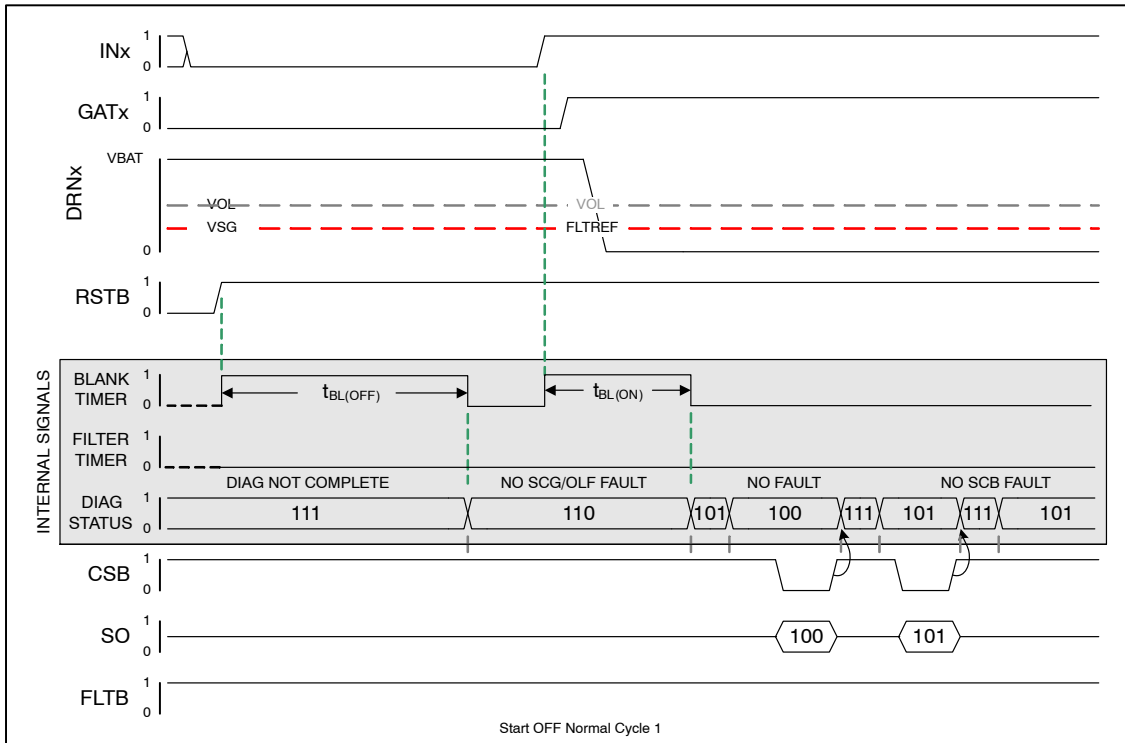 INx 1 0
GATx 1 0
DRNx VBAT 0
VOL VOL
VSG FLTREF
RSTB 1 0
INTERNAL SIGNALS
BLANK TIMER 1 0 tBL(OFF) tBL(ON)
FILTER TIMER 1 0
DIAG NOT COMPLETE NO SCG/OLF FAULT NO FAULT NO SCB FAULT
DIAG STATUS 1 0 111 110 101 100 111 101 111 101
CSB 1 0
SO 1 0 100 101
FLTB 1 0
Start OFF Normal Cycle 1